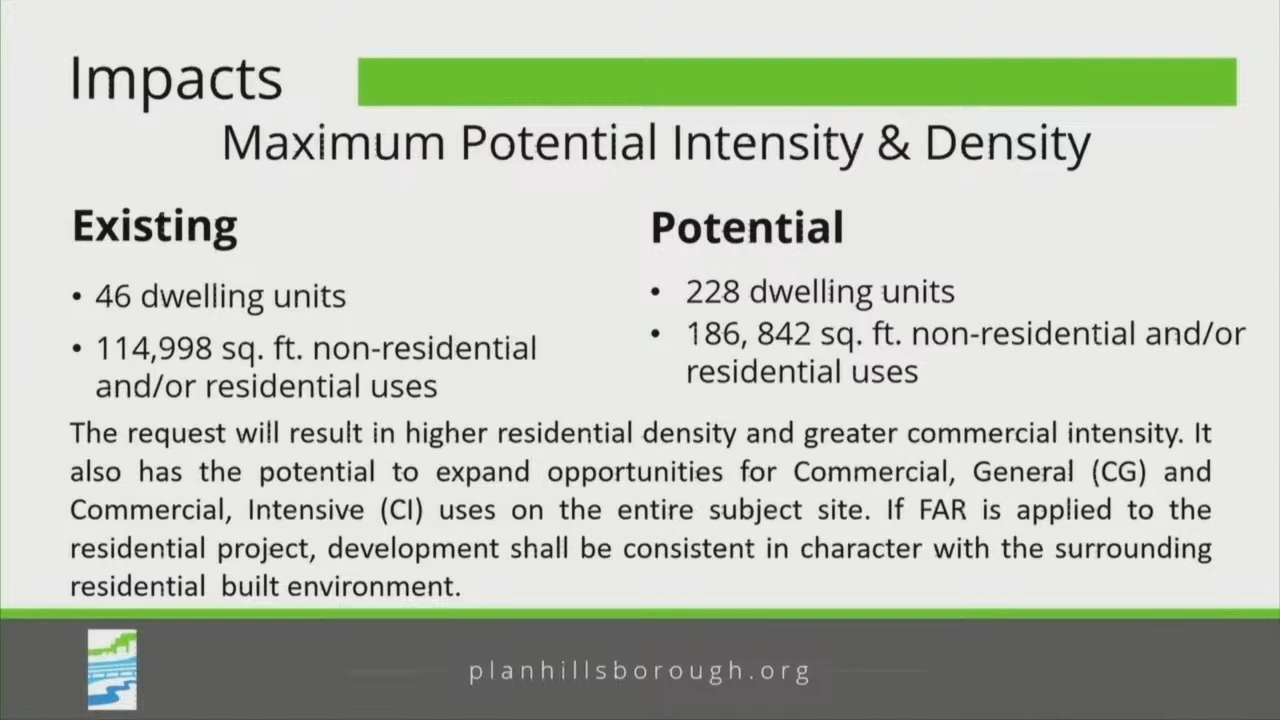 Impacts
Maximum Potential Intensity & Density
Existing
• 46 dwelling units
• 114,998 sq. ft. non-residential
and/or residential uses
Potential
• 228 dwelling units
• 186, 842 sq. ft. non-residential and/or
residential uses
The request will result in higher residential density and greater commercial intensity. It
also has the potential to expand opportunities for Commercial, General (CG) and
Commercial, Intensive (CI) uses on the entire subject site. If FAR is applied to the
residential project, development shall be consistent in character with the surrounding
residential built environment.
planhillsborough.org